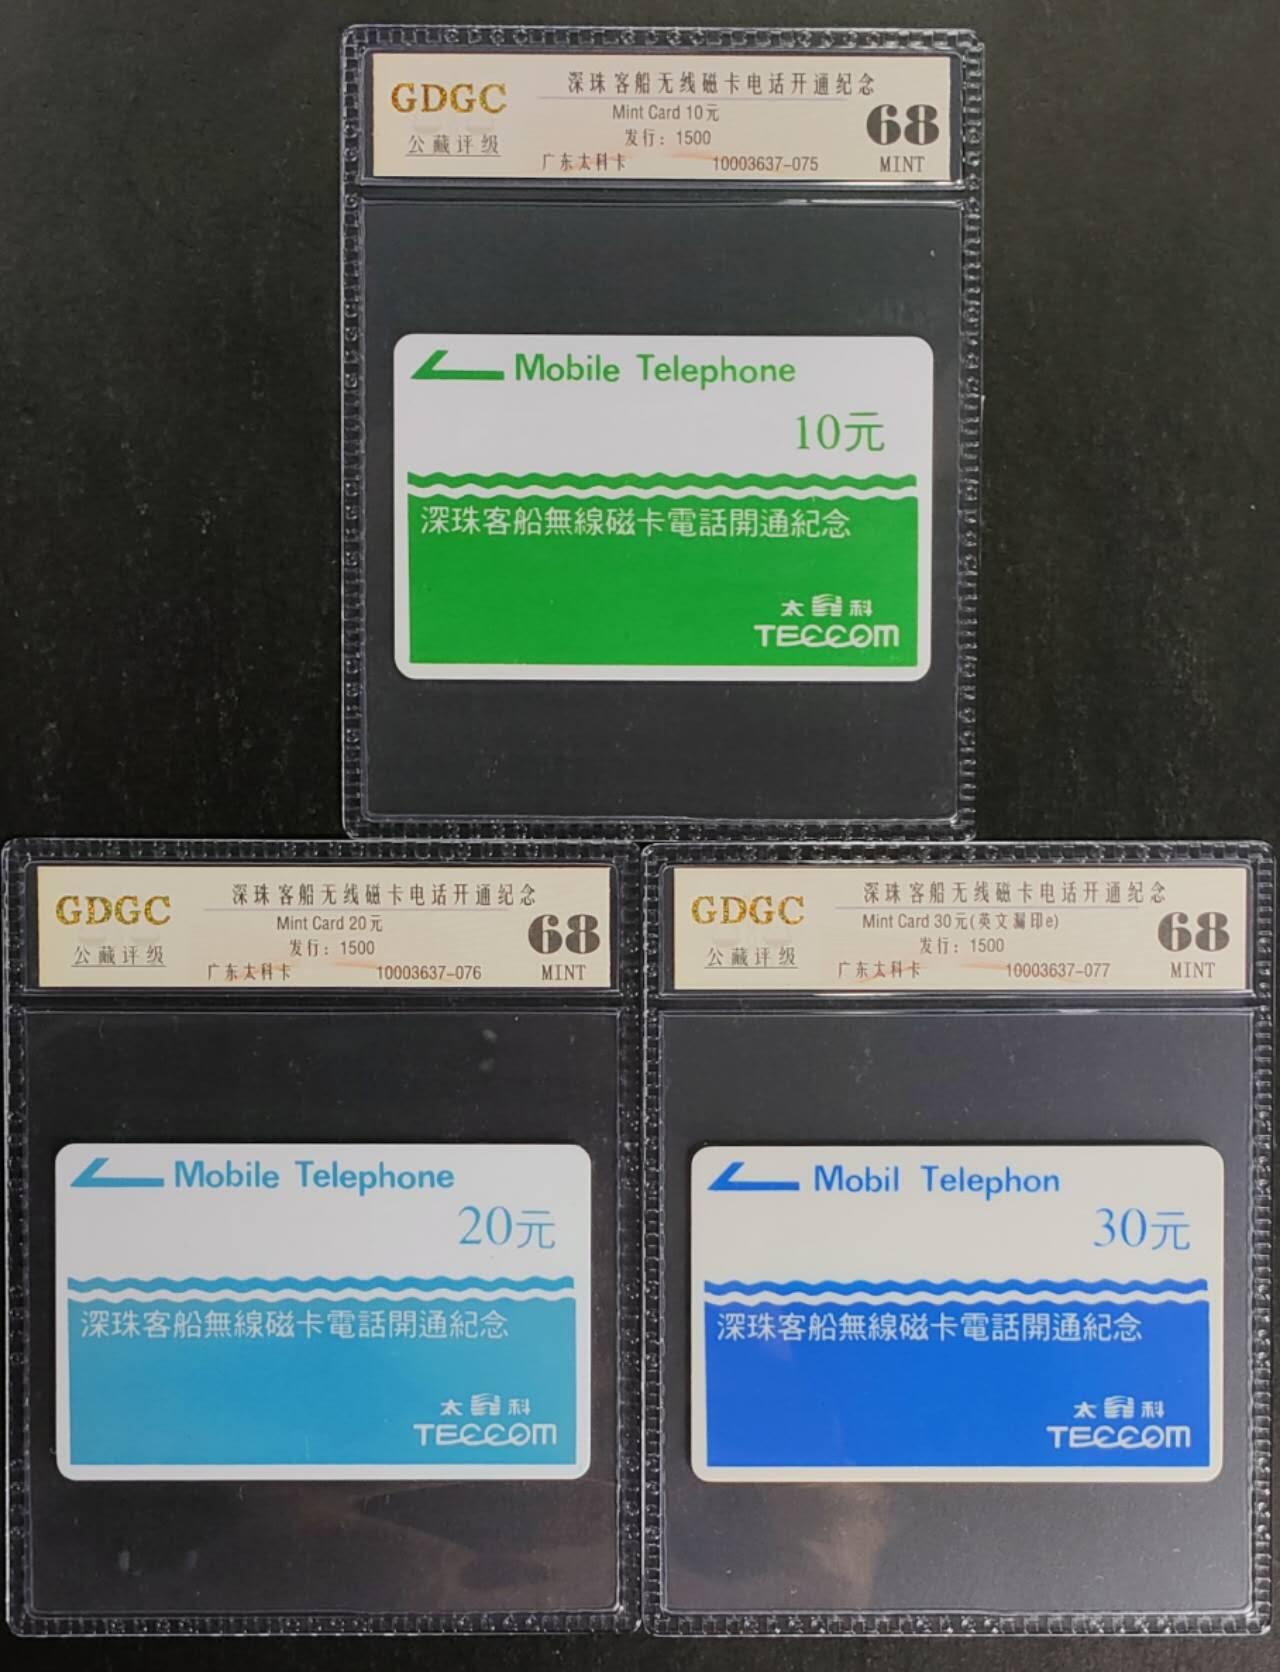 GDGC
公藏评级
深珠客船无线磁卡电话开通纪念
Mint Card 10元
发行：1500
广东太科卡 10003637-075
68
MINT
Mobile Telephone
10元
深珠客船無線磁卡電話開通紀念
太科
TECCOM
GDGC
公藏评级
深珠客船无线磁卡电话开通纪念
Mint Card 20元
发行：1500
广东太科卡 10003637-076
68
MINT
Mobile Telephone
20元
深珠客船無線磁卡電話開通紀念
太科
TECCOM
GDGC
公藏评级
深珠客船无线磁卡电话开通纪念
Mint Card 30元(英文漏印e)
发行：1500
广东太科卡 10003637-077
68
MINT
Mobil Telephon
30元
深珠客船無線磁卡電話開通紀念
太科
TECCOM